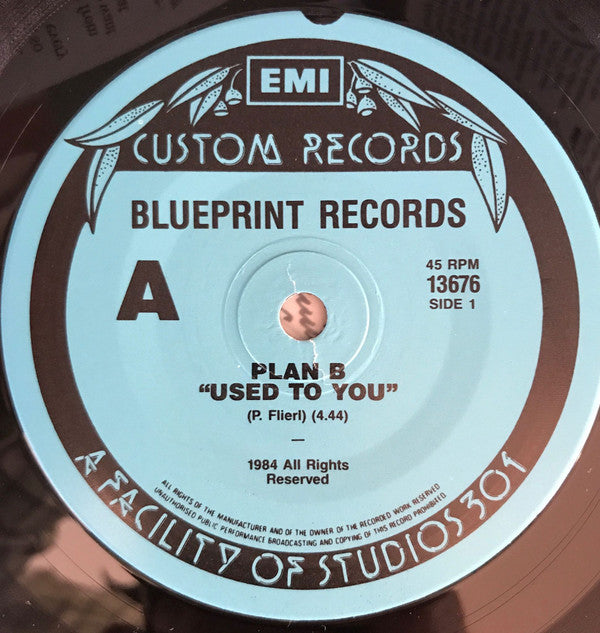 EMI
CUSTOM RECORDS
BLUEPRINT RECORDS
A
45 RPM
13676
SIDE 1
PLAN B
“USED TO YOU”
(P. Flierl) (4.44)
—
1984 All Rights
Reserved
ALL RIGHTS OF THE MANUFACTURER AND OF THE OWNER OF THE RECORDED WORK RESERVED
UNAUTHORISED PUBLIC PERFORMANCE BROADCASTING AND COPYING OF THIS RECORD PROHIBITED.
A FACILITY OF STUDIOS 301